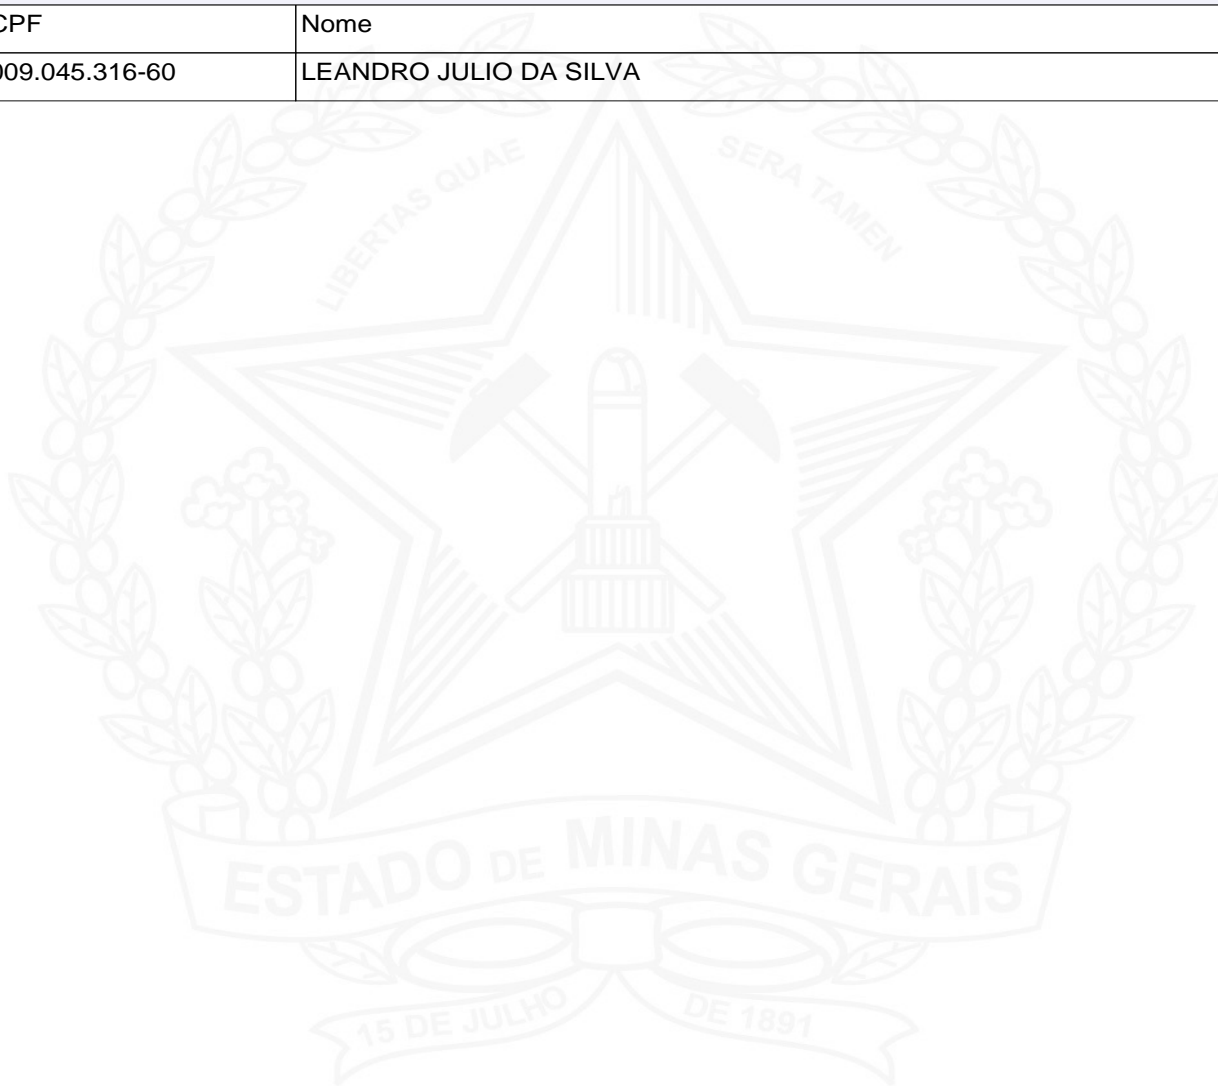 CPF Nome
009.045.316-60 LEANDRO JULIO DA SILVA
LIBERTAS QUAE SERA TAMEN
ESTADO DE MINAS GERAIS
15 DE JULHO DE 1891